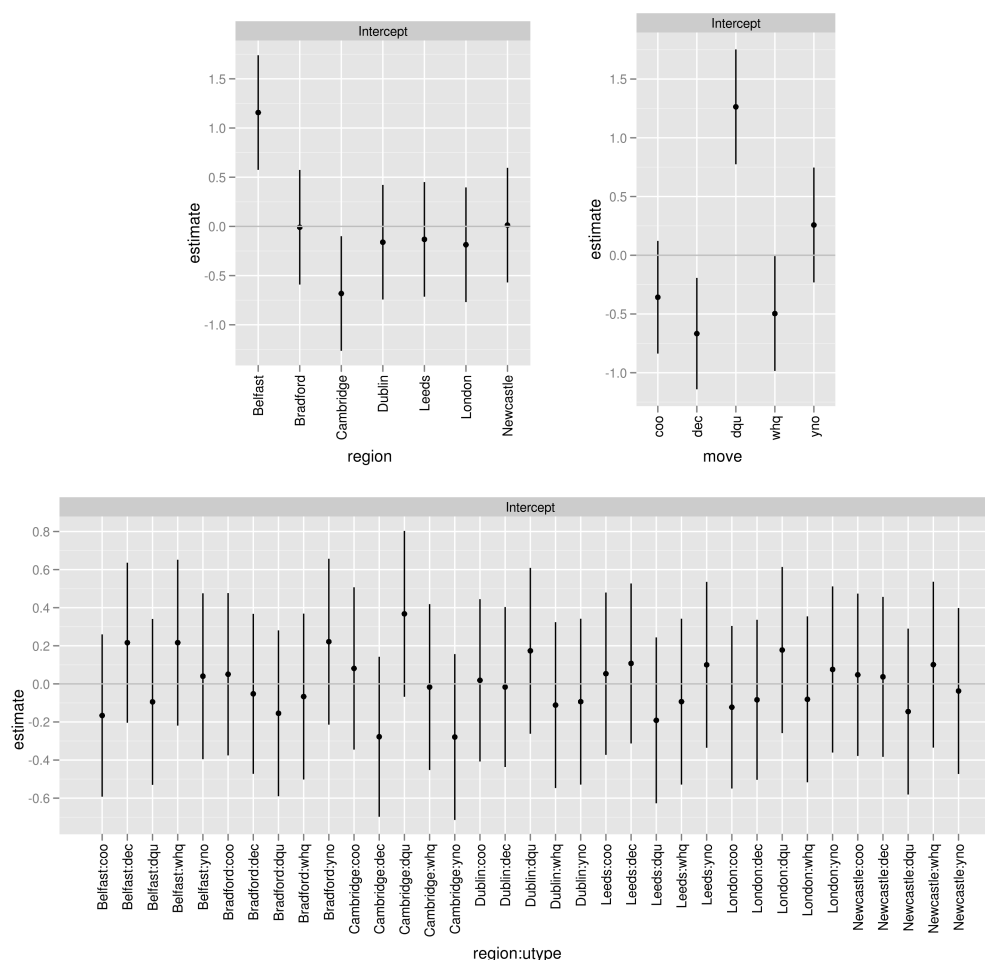 Intercept
estimate
1.5
1.0
0.5
0.0
-0.5
-1.0
Belfast
Bradford
Cambridge
Dublin
Leeds
London
Newcastle
region
Intercept
estimate
1.5
1.0
0.5
0.0
-0.5
-1.0
coo
dec
dqu
whq
yno
move
Intercept
estimate
0.8
0.6
0.4
0.2
0.0
-0.2
-0.4
-0.6
Belfast:coo
Belfast:dec
Belfast:dqu
Belfast:whq
Belfast:yno
Bradford:coo
Bradford:dec
Bradford:dqu
Bradford:whq
Bradford:yno
Cambridge:coo
Cambridge:dec
Cambridge:dqu
Cambridge:whq
Cambridge:yno
Dublin:coo
Dublin:dec
Dublin:dqu
Dublin:whq
Dublin:yno
Leeds:coo
Leeds:dec
Leeds:dqu
Leeds:whq
Leeds:yno
London:coo
London:dec
London:dqu
London:whq
London:yno
Newcastle:coo
Newcastle:dec
Newcastle:dqu
Newcastle:whq
Newcastle:yno
region:utype